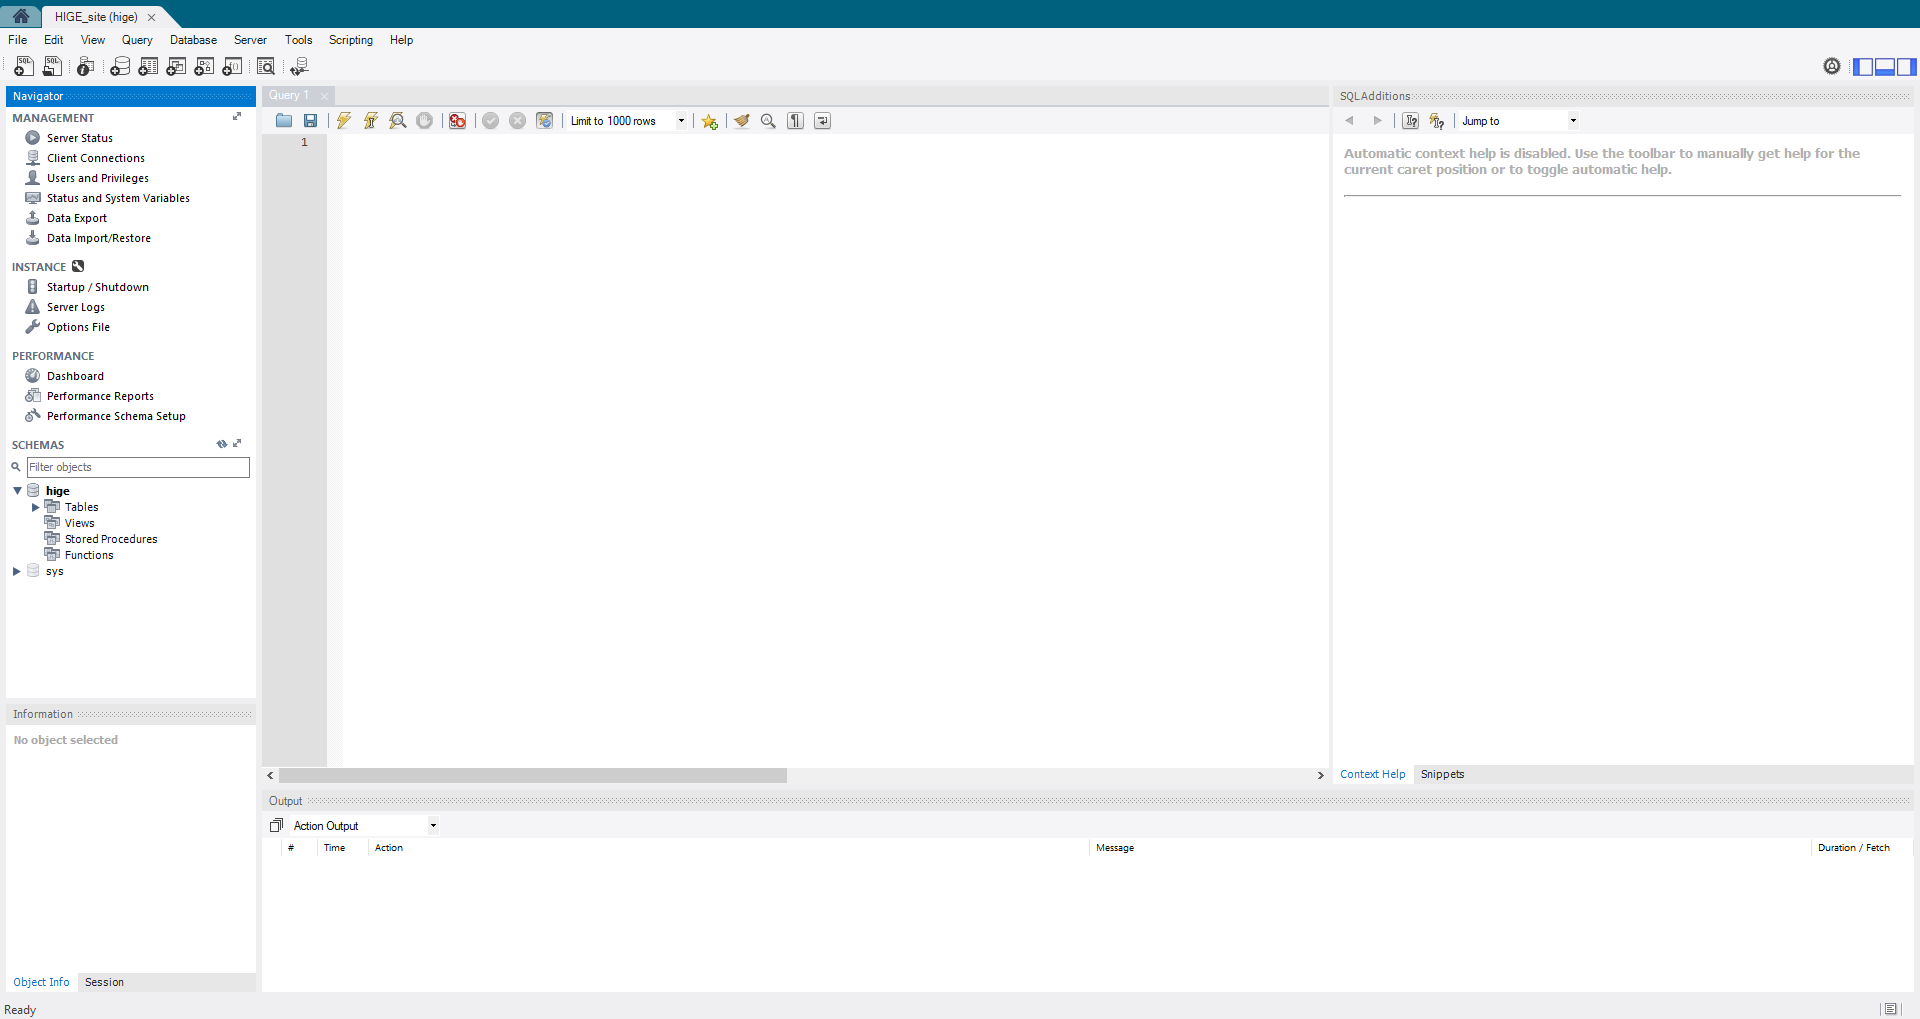 HIGE_site (hige)
File Edit View Query Database Server Tools Scripting Help
Navigator
MANAGEMENT
Server Status
Client Connections
Users and Privileges
Status and System Variables
Data Export
Data Import/Restore
INSTANCE
Startup / Shutdown
Server Logs
Options File
PERFORMANCE
Dashboard
Performance Reports
Performance Schema Setup
SCHEMAS
Filter objects
hige
Tables
Views
Stored Procedures
Functions
sys
Information
No object selected
Object Info Session
Query 1
Limit to 1000 rows
1
SQLAdditions
Jump to
Automatic context help is disabled. Use the toolbar to manually get help for the
current caret position or to toggle automatic help.
Context Help Snippets
Output
Action Output
# Time Action Message Duration / Fetch
Ready